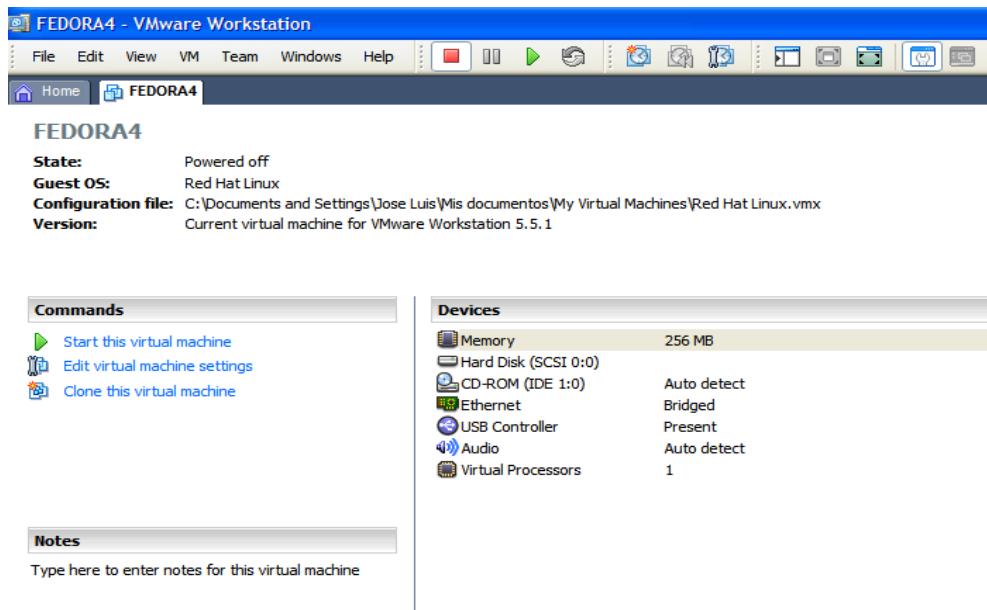 FEDORA4 - VMware Workstation
File Edit View VM Team Windows Help
Home FEDORA4
FEDORA4
State: Powered off
Guest OS: Red Hat Linux
Configuration file: C:\Documents and Settings\Jose Luis\Mis documentos\My Virtual Machines\Red Hat Linux.vmx
Version: Current virtual machine for VMware Workstation 5.5.1
Commands
Start this virtual machine
Edit virtual machine settings
Clone this virtual machine
Devices
Memory 256 MB
Hard Disk (SCSI 0:0)
CD-ROM (IDE 1:0) Auto detect
Ethernet Bridged
USB Controller Present
Audio Auto detect
Virtual Processors 1
Notes
Type here to enter notes for this virtual machine